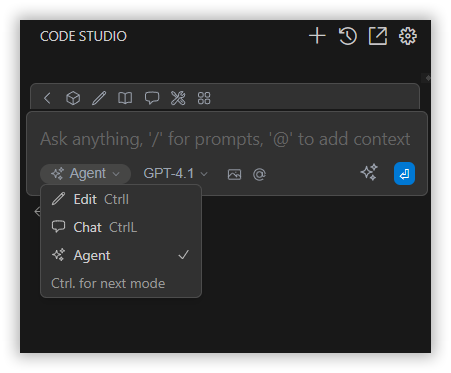 CODE STUDIO
Ask anything, '/' for prompts, '@' to add context
Agent GPT-4.1 @
Edit CtrlI
Chat CtrlL
Agent
Ctrl. for next mode